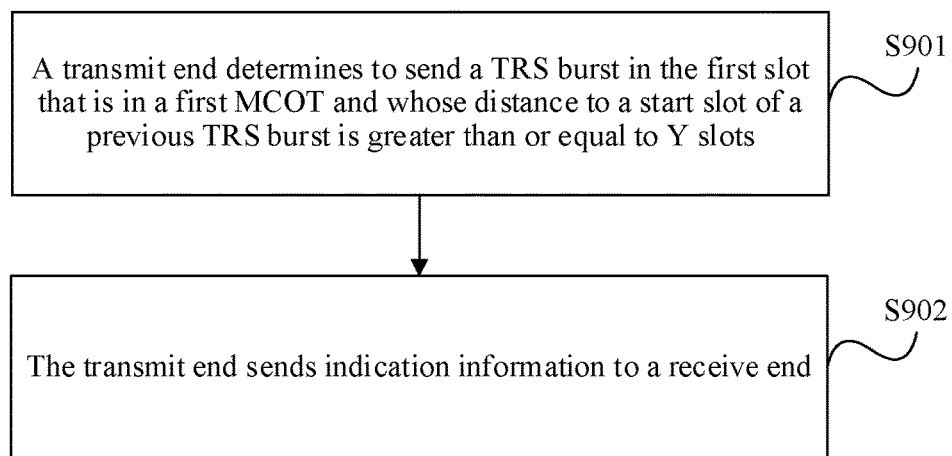 S901
A transmit end determines to send a TRS burst in the first slot
that is in a first MCOT and whose distance to a start slot of a
previous TRS burst is greater than or equal to Y slots
S902
The transmit end sends indication information to a receive end